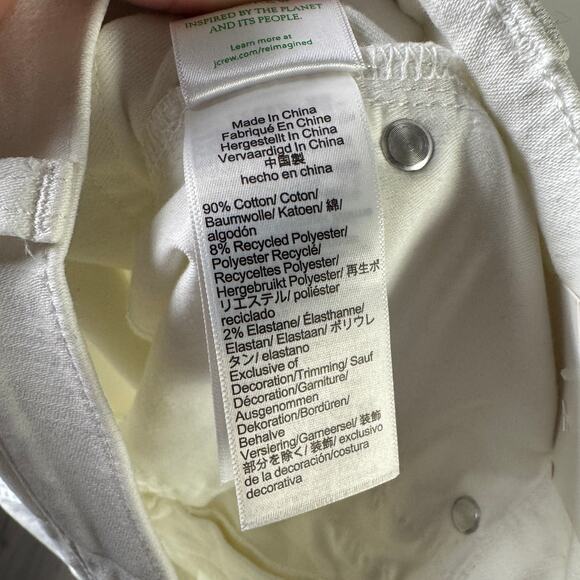 INSPIRED BY THE PLANET
AND ITS PEOPLE.
Learn more at
jcrew.com/reimagined
Made In China
Fabriqué En Chine
Hergestellt In China
Vervaardigd In China
中国製
hecho en china
90% Cotton/ Coton/
Baumwolle/ Katoen/ 綿/
algodón
8% Recycled Polyester/
Polyester Recyclé/
Recyceltes Polyester/
Hergebruikt Polyester/ 再生ポ
リエステル/ poliéster
reciclado
2% Elastane/ Élasthanne/
Elastan/ Elastaan/ ポリウレ
タン/ elastano
Exclusive of
Decoration/Trimming/ Sauf
Décoration/Garniture/
Ausgenommen
Dekoration/Bordüren/
Behalve
Versiering/Garneersel/ 装飾
部分を除く/ 装飾/ exclusivo
de la decoración/costura
decorativa